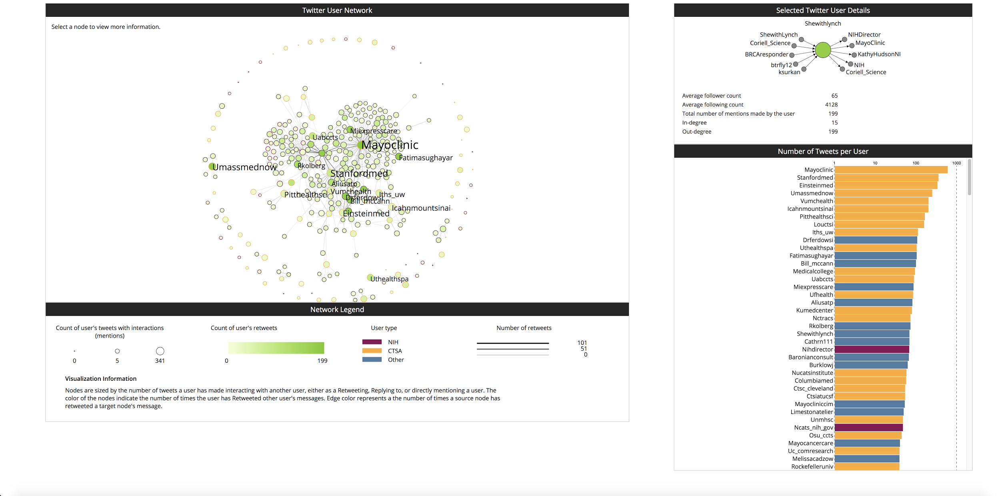 Twitter User Network
Select a node to view more information.
Miexpresscare
Uabccts
Mayoclinic
Fatimasughayar
Rkolberg
Umassmednow
Stanfordmed
Aliusatp
Vumchealth
Pitthealthsci
Iths_uw
Drferdowsi
Bill_mccann
Icahnmountsinai
Einsteinmed
Uthealthspa
Network Legend
Count of user's tweets with interactions
(mentions)
0 5 341
Count of user's retweets
0 199
User type
NIH
CTSA
Other
Number of retweets
101
51
0
Visualization Information
Nodes are sized by the number of tweets a user has made interacting with another user, either as a Retweeting, Replying to, or directly mentioning a user. The
color of the nodes indicate the number of times the user has Retweeted other user's messages. Edge color represents a the number of times a source node has
retweeted a target node's message.
Selected Twitter User Details
Shewithlynch
ShewithLynch NIHDirector
Coriell_Science MayoClinic
BRCAresponder KathyHudsonNI
btrfly12 NIH
ksurkan Coriell_Science
Average follower count 65
Average following count 4128
Total number of mentions made by the user 199
In-degree 15
Out-degree 199
Number of Tweets per User
1 10 100 1000
Mayoclinic
Stanfordmed
Einsteinmed
Umassmednow
Vumchealth
Icahnmountsinai
Pitthealthsci
Louctsi
Iths_uw
Drferdowsi
Uthealthspa
Fatimasughayar
Bill_mccann
Medicalcollege
Uabccts
Miexpresscare
Ufhealth
Aliusatp
Kumedcenter
Nctracs
Rkolberg
Shewithlynch
Cathrn111
Nihdirector
Baronianconsult
Burklowj
Nucatsinstitute
Columbiamed
Ctsc_cleveland
Ctsiatucsf
Mayocliniccim
Limestonatelier
Unmhsc
Ncats_nih_gov
Osu_ccts
Mayocancercare
Uc_comresearch
Melissacadzow
Rockefelleruniv